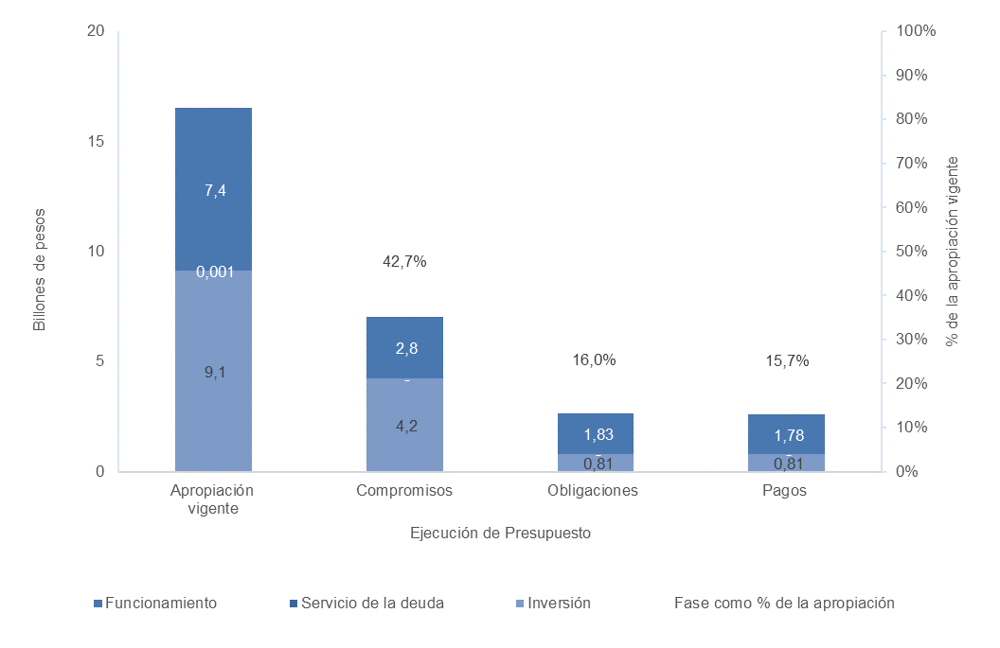 20
100%
90%
80%
15
70%
7,4
60%
Billones de pesos
% de la apropiación vigente
10
42,7%
50%
0,001
40%
2,8
30%
5
16,0%
15,7%
9,1
20%
-
4,2
1,83
1,78
10%
-
-
0,81
0,81
0
0%
Apropiación
vigente
Compromisos
Obligaciones
Pagos
Ejecución de Presupuesto
Funcionamiento
Servicio de la deuda
Inversión
Fase como % de la apropiación